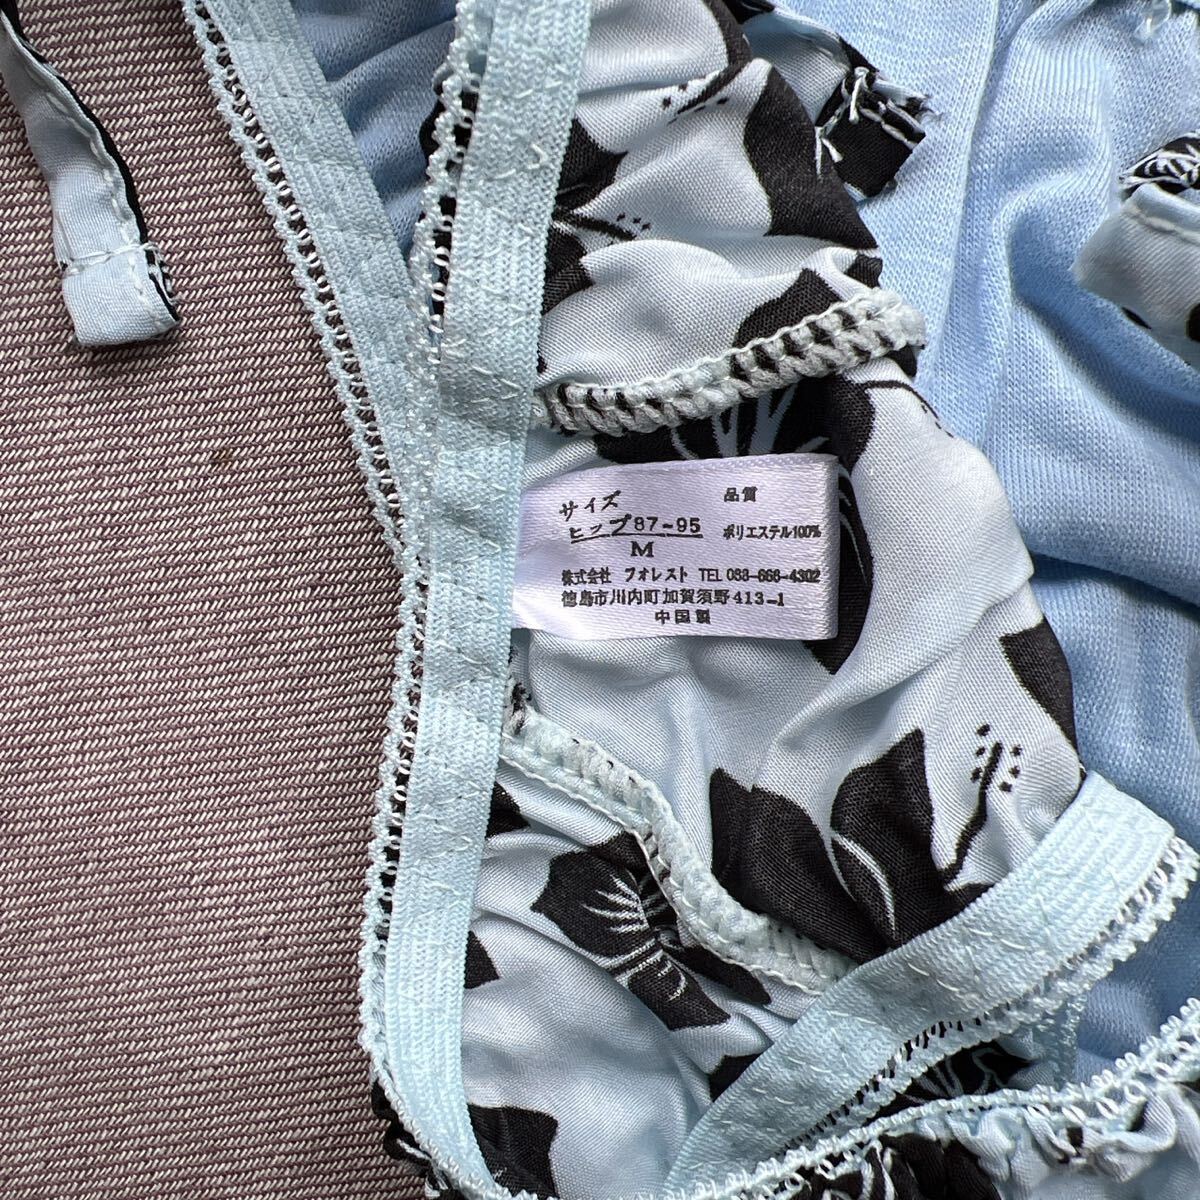 サイズ
ヒップ87-95
M
品質
ポリエステル100%
株式会社 フォレスト TEL 088-666-4302
徳島市川内町加賀須野413-1
中国製